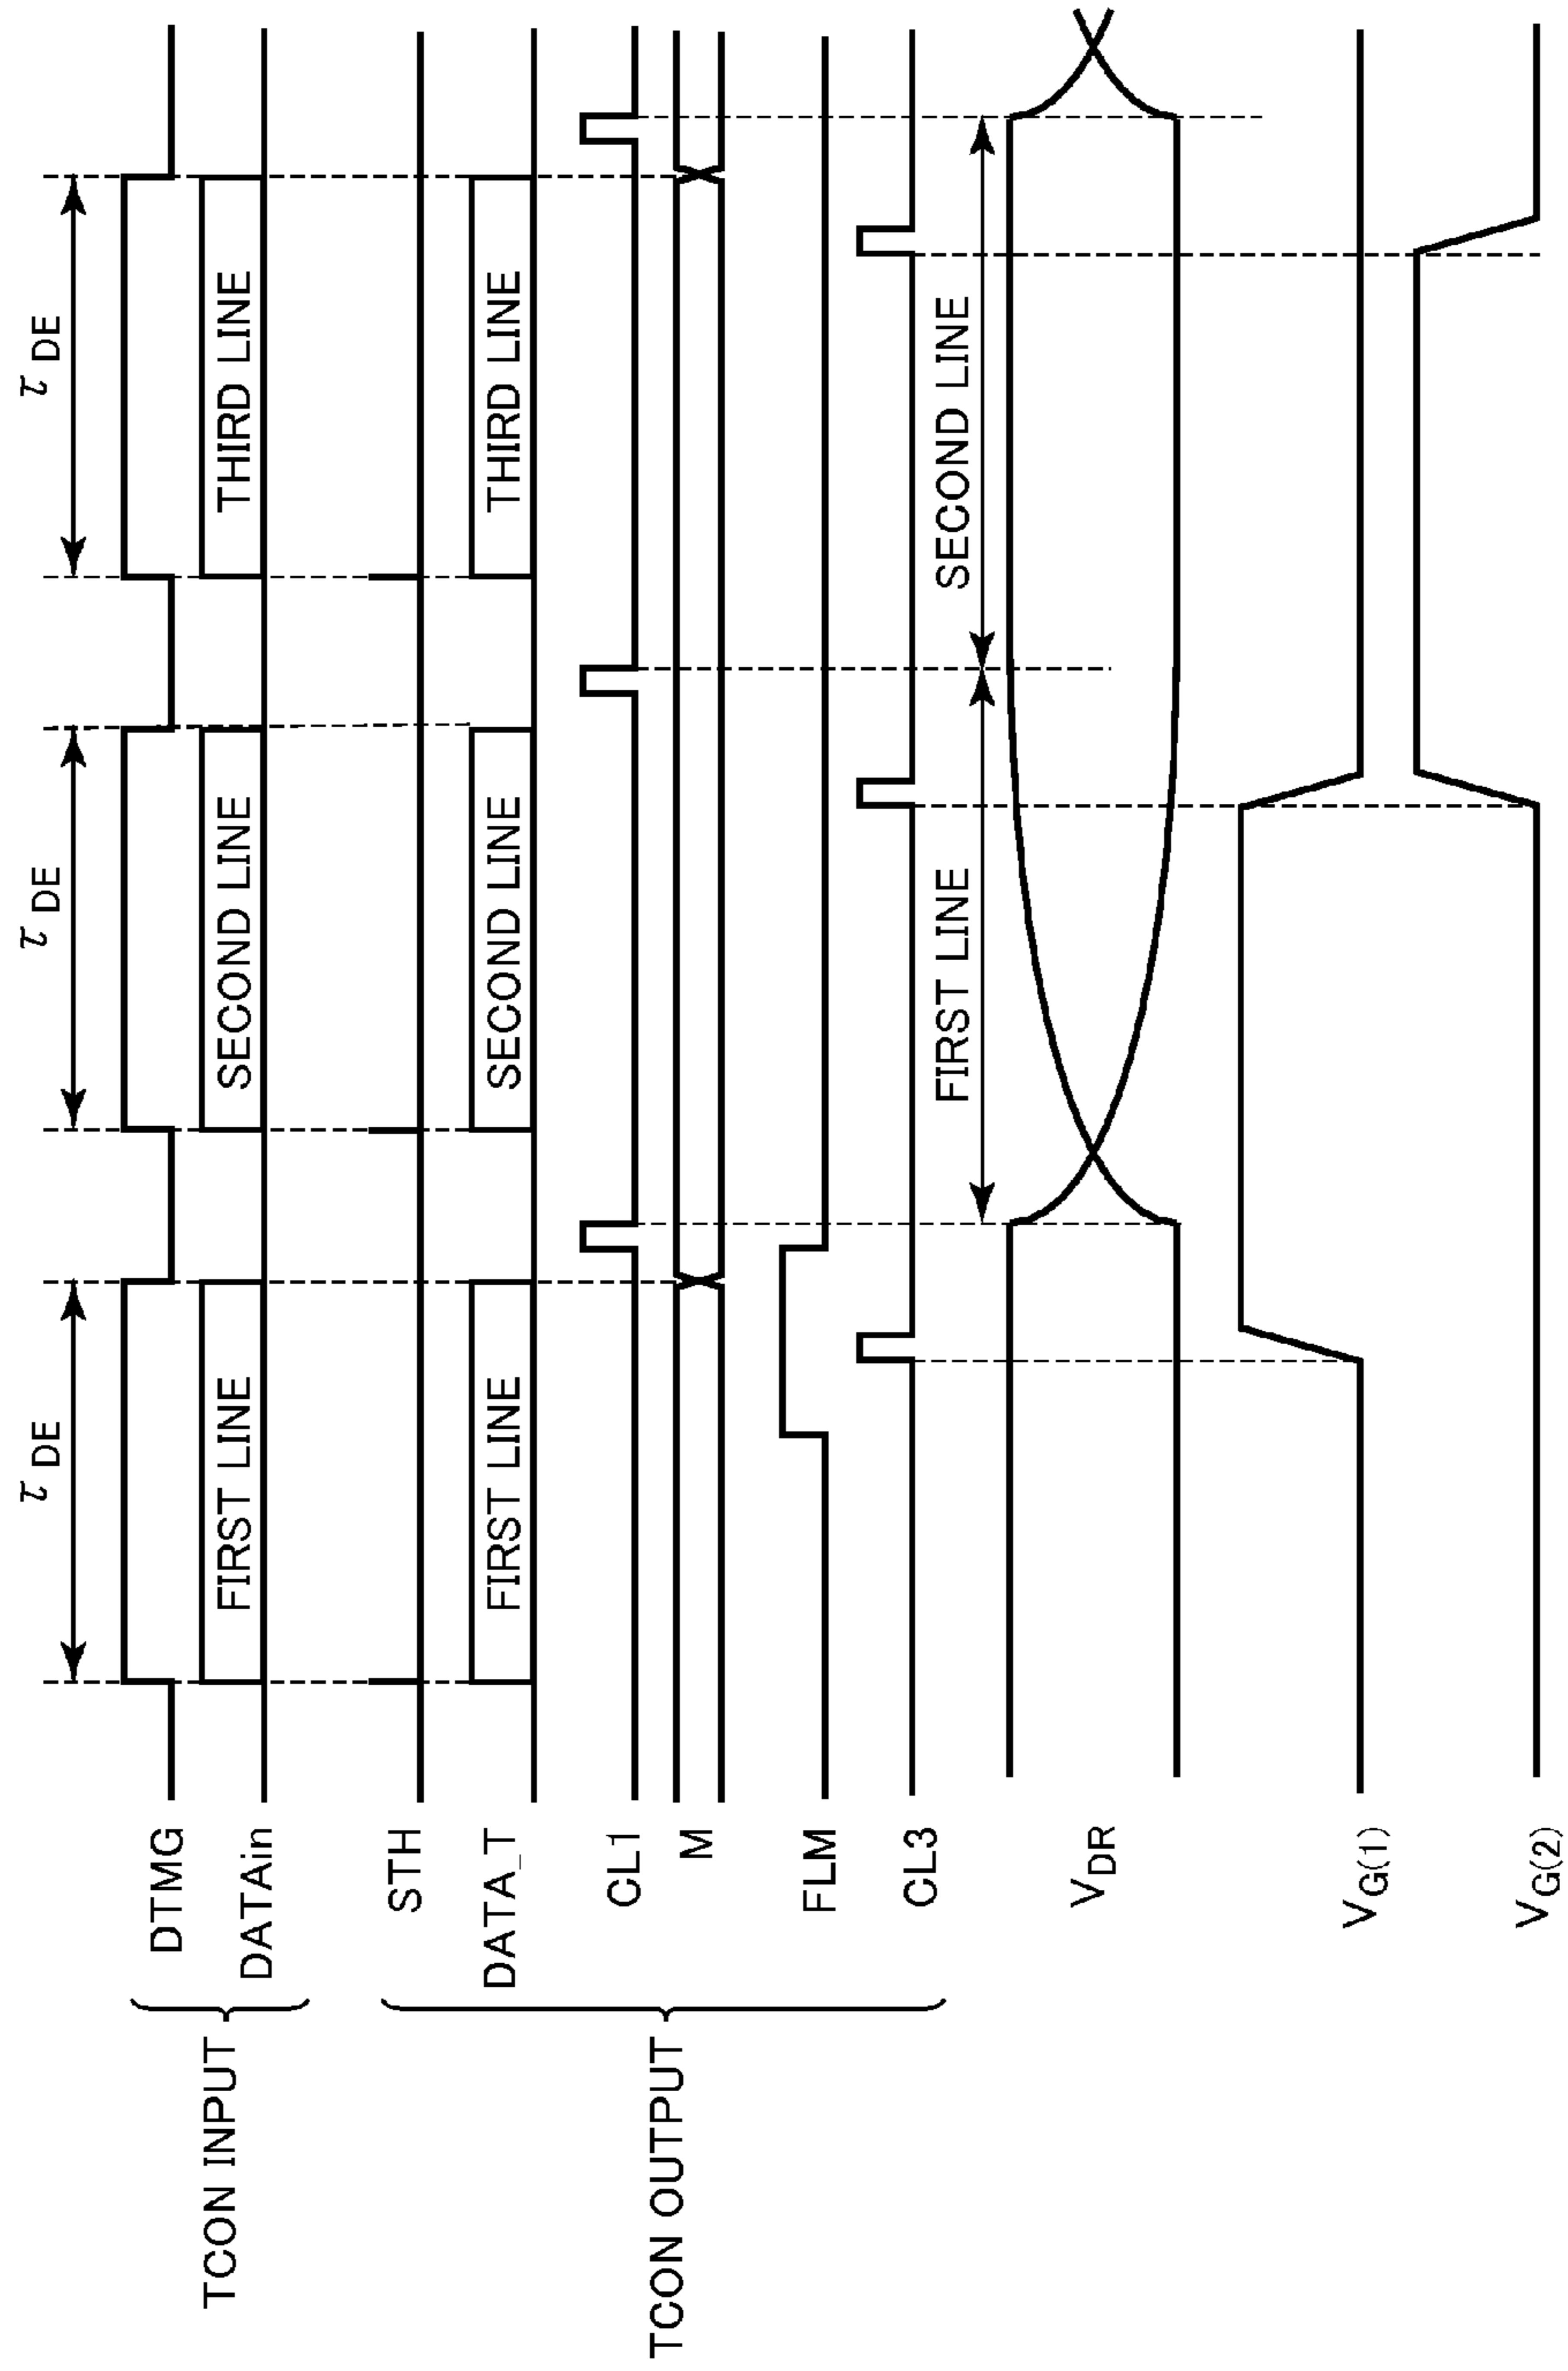 τ DE
τ DE
τ DE
TCON INPUT
DTMG
DATAin
FIRST LINE
SECOND LINE
THIRD LINE
TCON OUTPUT
STH
DATA_T
FIRST LINE
SECOND LINE
THIRD LINE
CL1
M
FLM
CL3
FIRST LINE
SECOND LINE
VDR
VG(1)
VG(2)